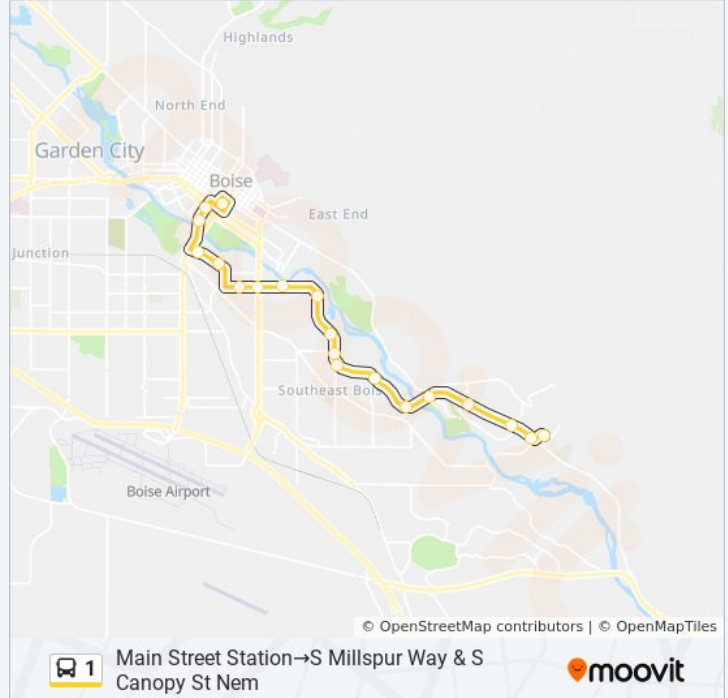 Highlands
North End
Garden City
Boise
East End
Junction
Southeast Bois
Boise Airport
© OpenStreetMap contributors | © OpenMapTiles
1
Main Street Station→S Millspur Way & S
Canopy St Nem
moovit